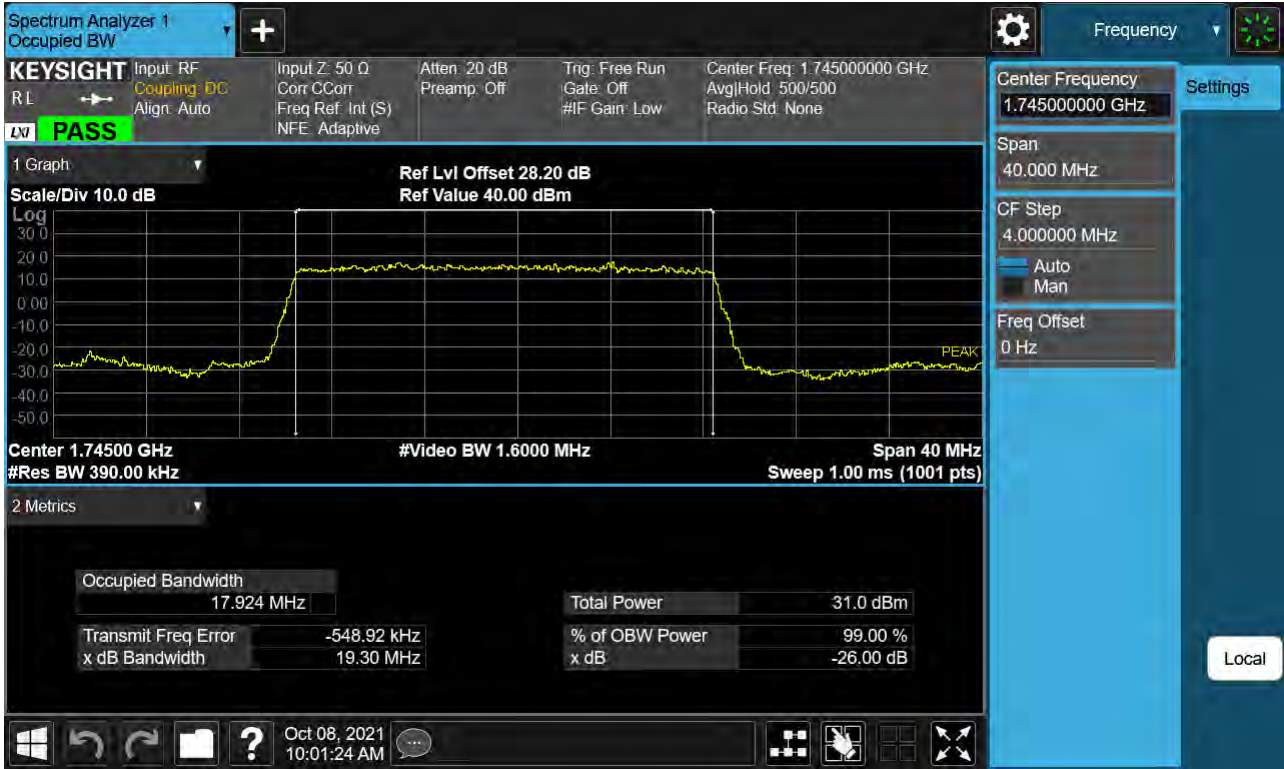 Spectrum Analyzer 1
Occupied BW
Frequency
KEYSIGHT
RL
LXI
PASS
Input: RF
Coupling: DC
Align: Auto
Input Z: 50 Ω
Corr CCorr
Freq Ref: Int (S)
NFE: Adaptive
Atten: 20 dB
Preamp: Off
Trig: Free Run
Gate: Off
#IF Gain: Low
Center Freq: 1.745000000 GHz
Avg|Hold: 500/500
Radio Std: None
Center Frequency
1.745000000 GHz
Settings
Span
40.000 MHz
CF Step
4.000000 MHz
Auto
Man
Freq Offset
0 Hz
Local
1 Graph
Scale/Div 10.0 dB
Ref Lvl Offset 28.20 dB
Ref Value 40.00 dBm
Log
30.0
20.0
10.0
0.00
-10.0
-20.0
-30.0
-40.0
-50.0
PEAK
Center 1.74500 GHz
#Video BW 1.6000 MHz
Span 40 MHz
#Res BW 390.00 kHz
Sweep 1.00 ms (1001 pts)
2 Metrics
Occupied Bandwidth
17.924 MHz
Total Power 31.0 dBm
Transmit Freq Error -548.92 kHz
% of OBW Power 99.00 %
x dB Bandwidth 19.30 MHz
x dB -26.00 dB
?
Oct 08, 2021
10:01:24 AM